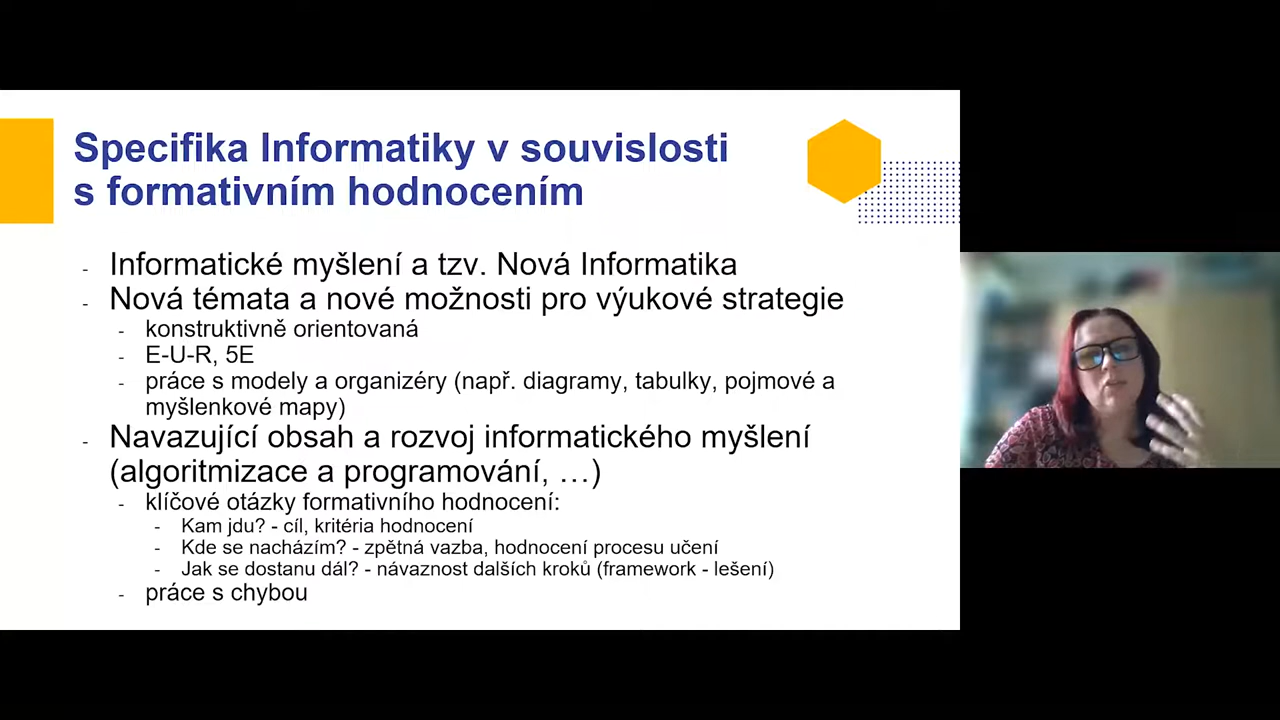 Specifika Informatiky v souvislosti
s formativním hodnocením
- Informatické myšlení a tzv. Nová Informatika
- Nová témata a nové možnosti pro výukové strategie
- konstruktivně orientovaná
- E-U-R, 5E
- práce s modely a organizéry (např. diagramy, tabulky, pojmové a
myšlenkové mapy)
- Navazující obsah a rozvoj informatického myšlení
(algoritmizace a programování, …)
- klíčové otázky formativního hodnocení:
- Kam jdu? - cíl, kritéria hodnocení
- Kde se nacházím? - zpětná vazba, hodnocení procesu učení
- Jak se dostanu dál? - návaznost dalších kroků (framework - lešení)
- práce s chybou